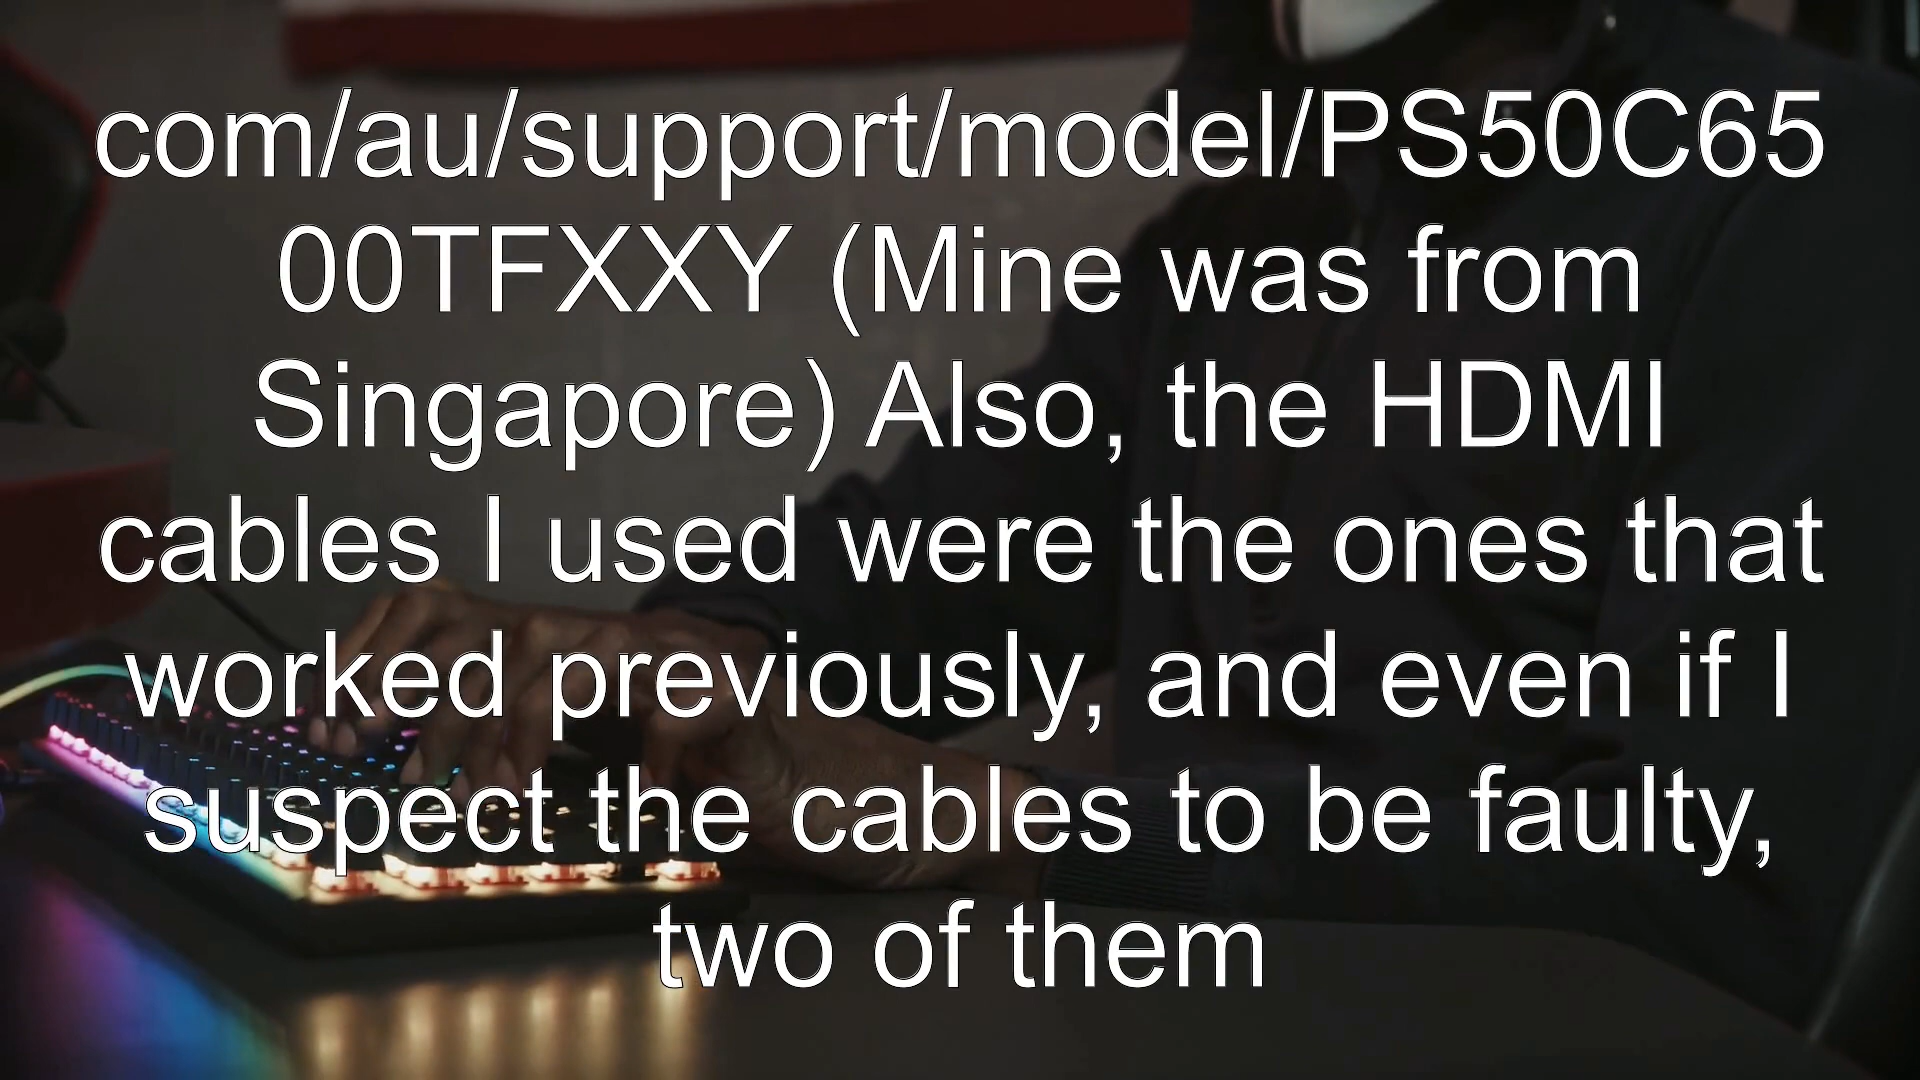 com/au/support/model/PS50C65
00TFXXY (Mine was from
Singapore) Also, the HDMI
cables I used were the ones that
worked previously, and even if I
suspect the cables to be faulty,
two of them